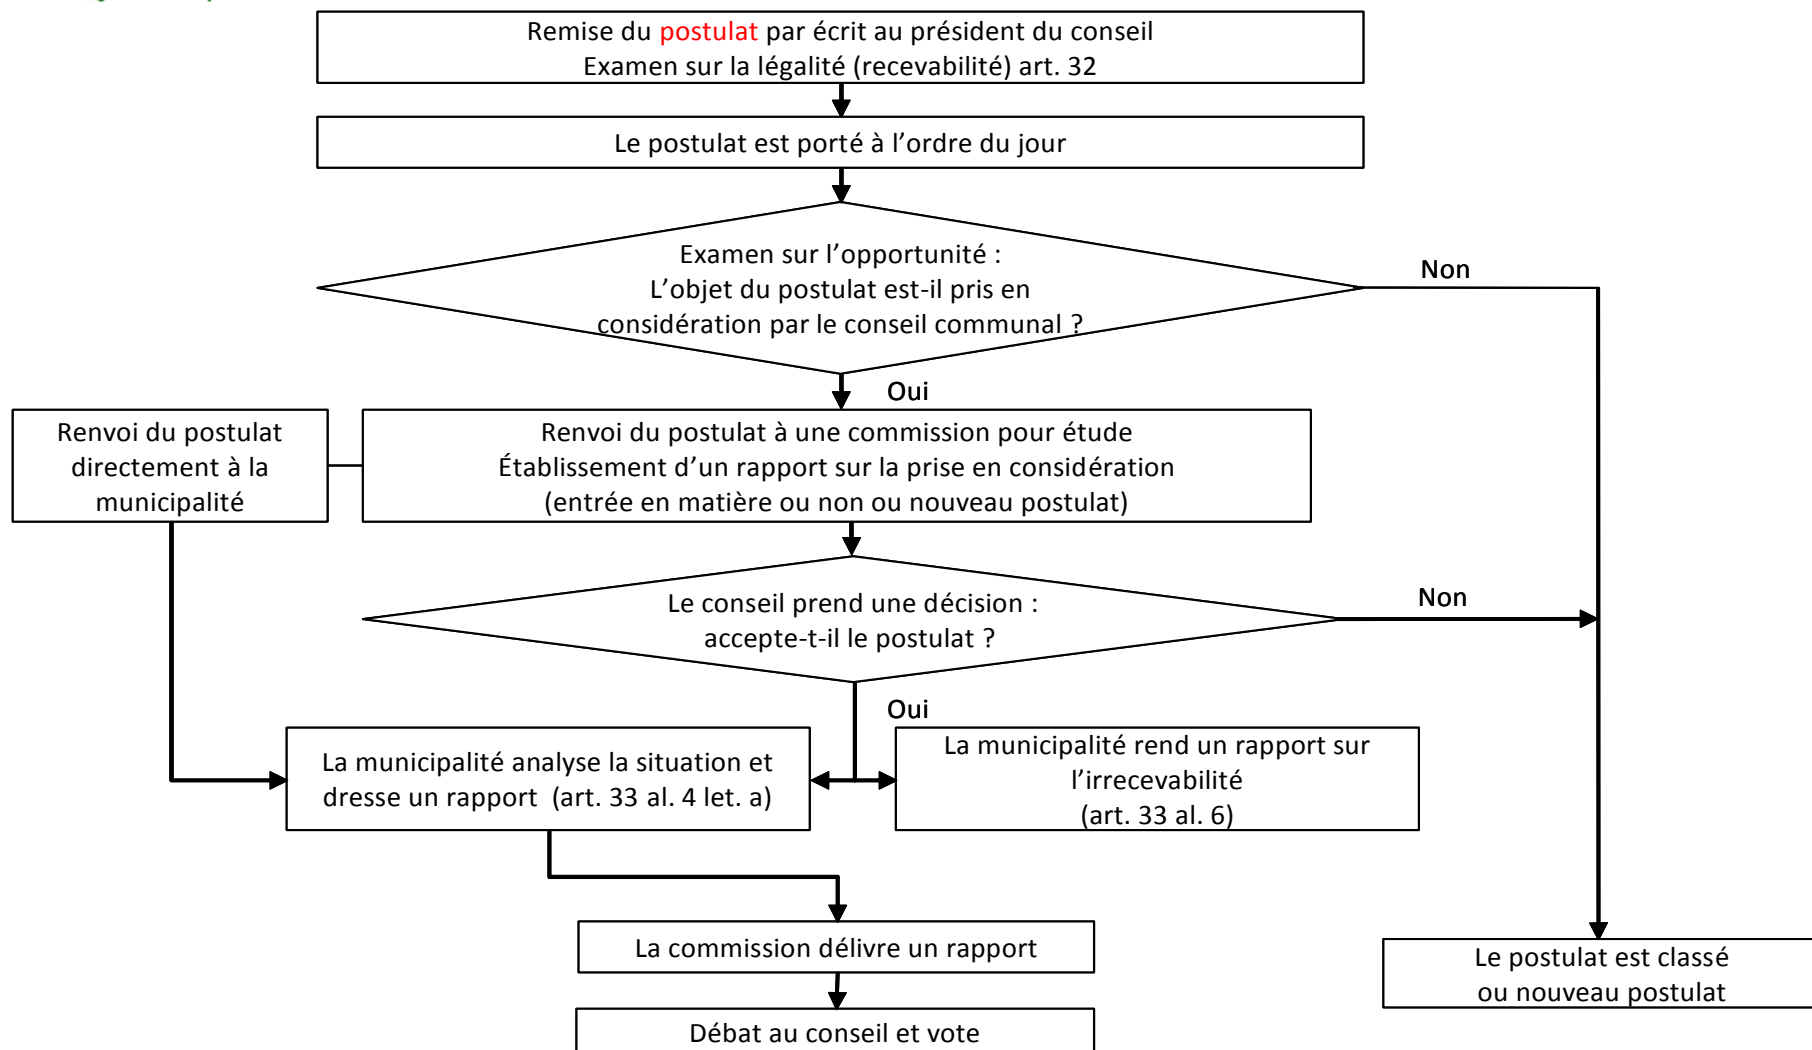 Remise du postulat par écrit au président du conseil
Examen sur la légalité (recevabilité) art. 32
Le postulat est porté à l’ordre du jour
Examen sur l’opportunité :
L’objet du postulat est-il pris en
considération par le conseil communal ?
Non
Oui
Renvoi du postulat
directement à la
municipalité
Renvoi du postulat à une commission pour étude
Établissement d’un rapport sur la prise en considération
(entrée en matière ou non ou nouveau postulat)
Le conseil prend une décision :
accepte-t-il le postulat ?
Non
Oui
La municipalité analyse la situation et
dresse un rapport (art. 33 al. 4 let. a)
La municipalité rend un rapport sur
l’irrecevabilité
(art. 33 al. 6)
La commission délivre un rapport
Le postulat est classé
ou nouveau postulat
Débat au conseil et vote